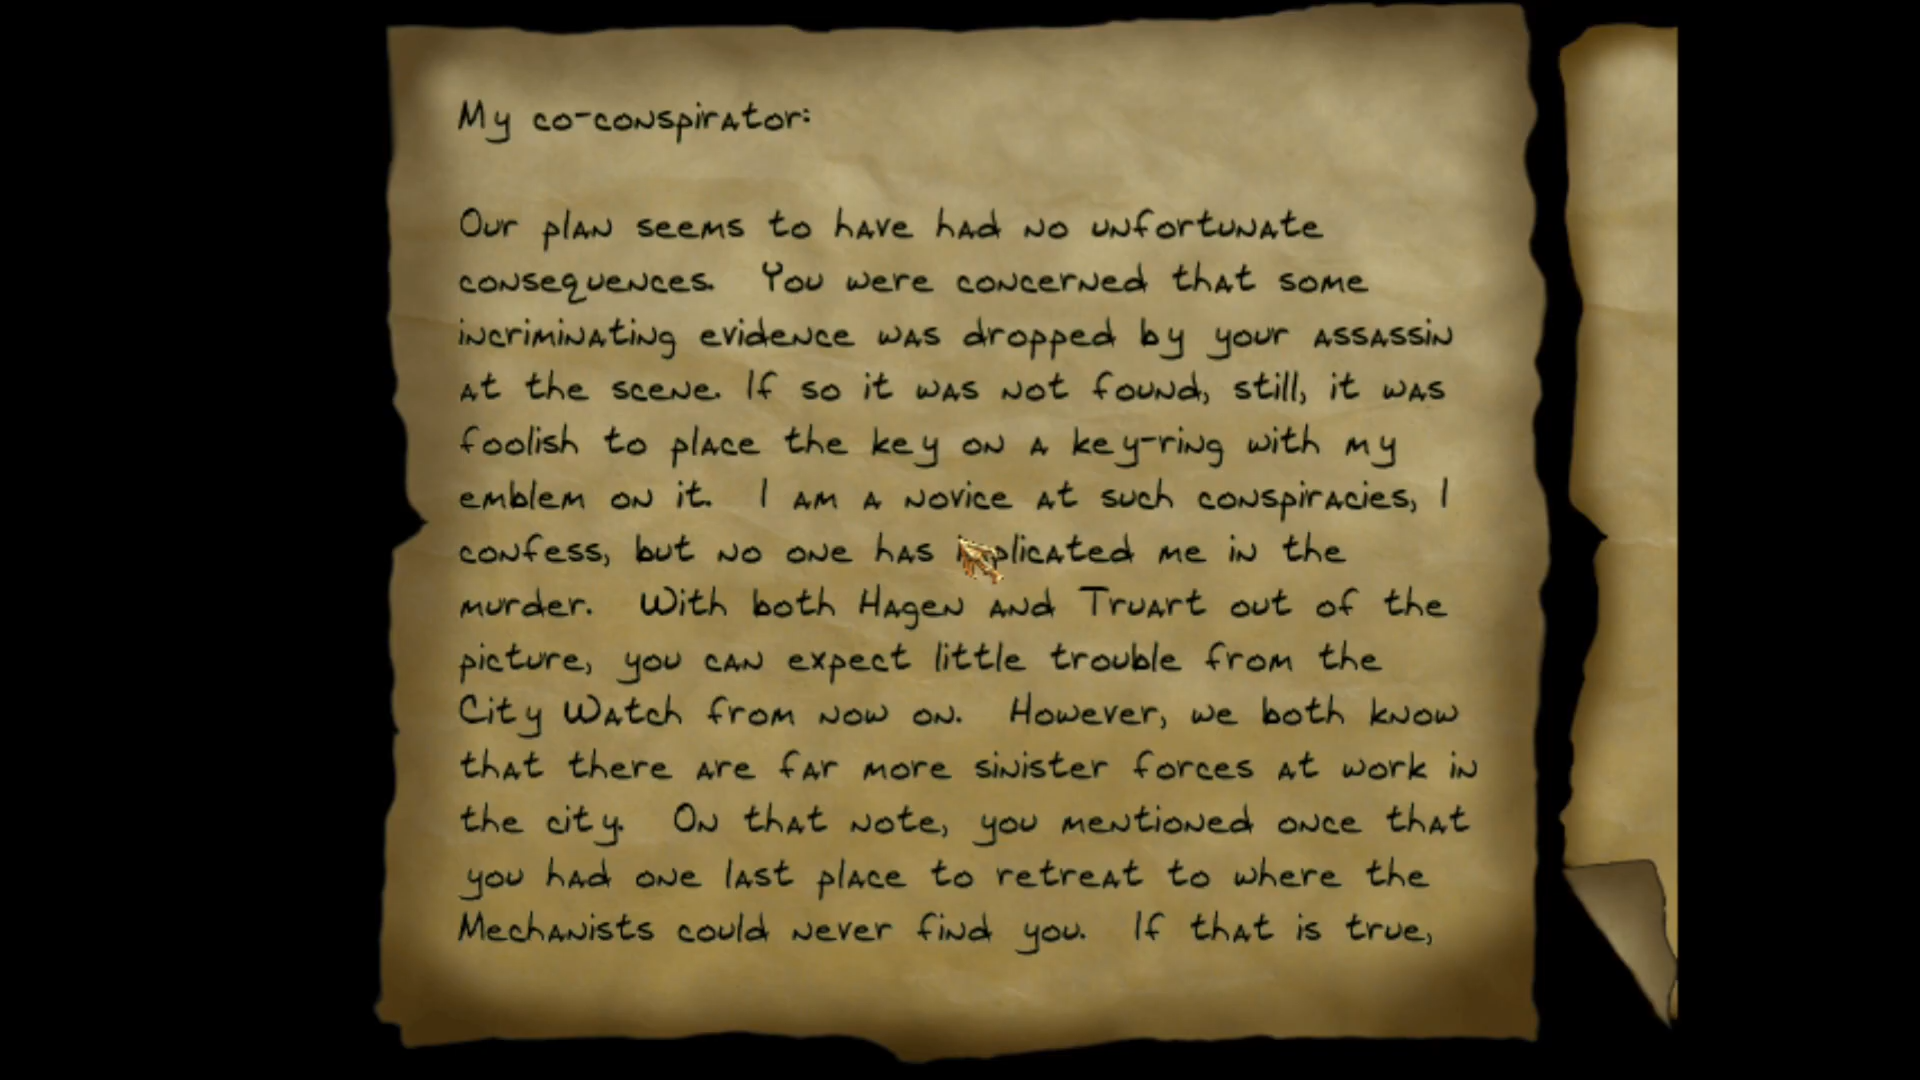 My co-conspirator:
Our plan seems to have had no unfortunate
consequences. You were concerned that some
incriminating evidence was dropped by your assassin
at the scene. If so it was not found, still, it was
foolish to place the key on a key-ring with my
emblem on it. I am a novice at such conspiracies, I
confess, but no one has implicated me in the
murder. With both Hagen and Truart out of the
picture, you can expect little trouble from the
City Watch from now on. However, we both know
that there are far more sinister forces at work in
the city. On that note, you mentioned once that
you had one last place to retreat to where the
Mechanists could never find you. If that is true,